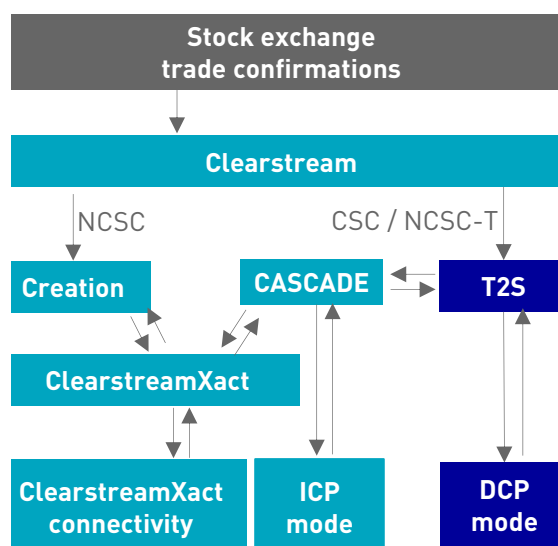 Stock exchange
trade confirmations
Clearstream
NCSC
CSC / NCSC-T
Creation
CASCADE
T2S
ClearstreamXact
ClearstreamXact
connectivity
ICP
mode
DCP
mode